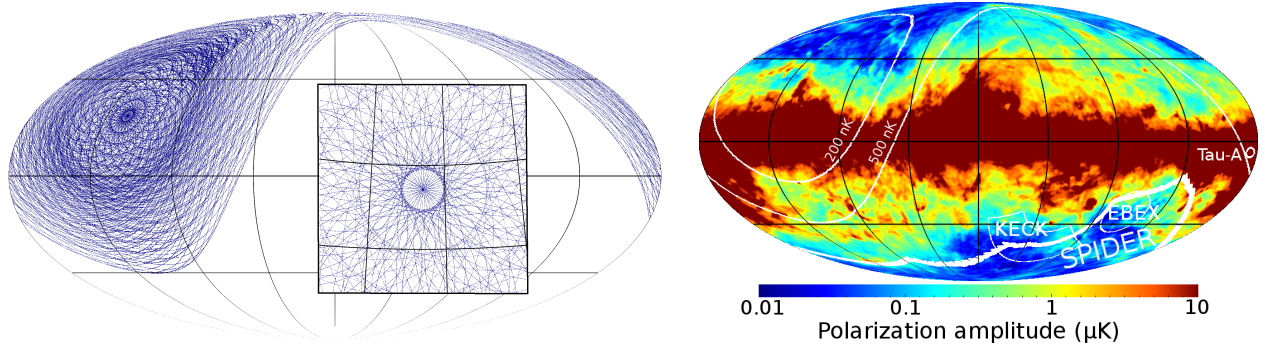 200 nK
500 nK
Tau-A
KECK
EBEX
SPIDER
0.01
0.1
1
10
Polarization amplitude (μK)